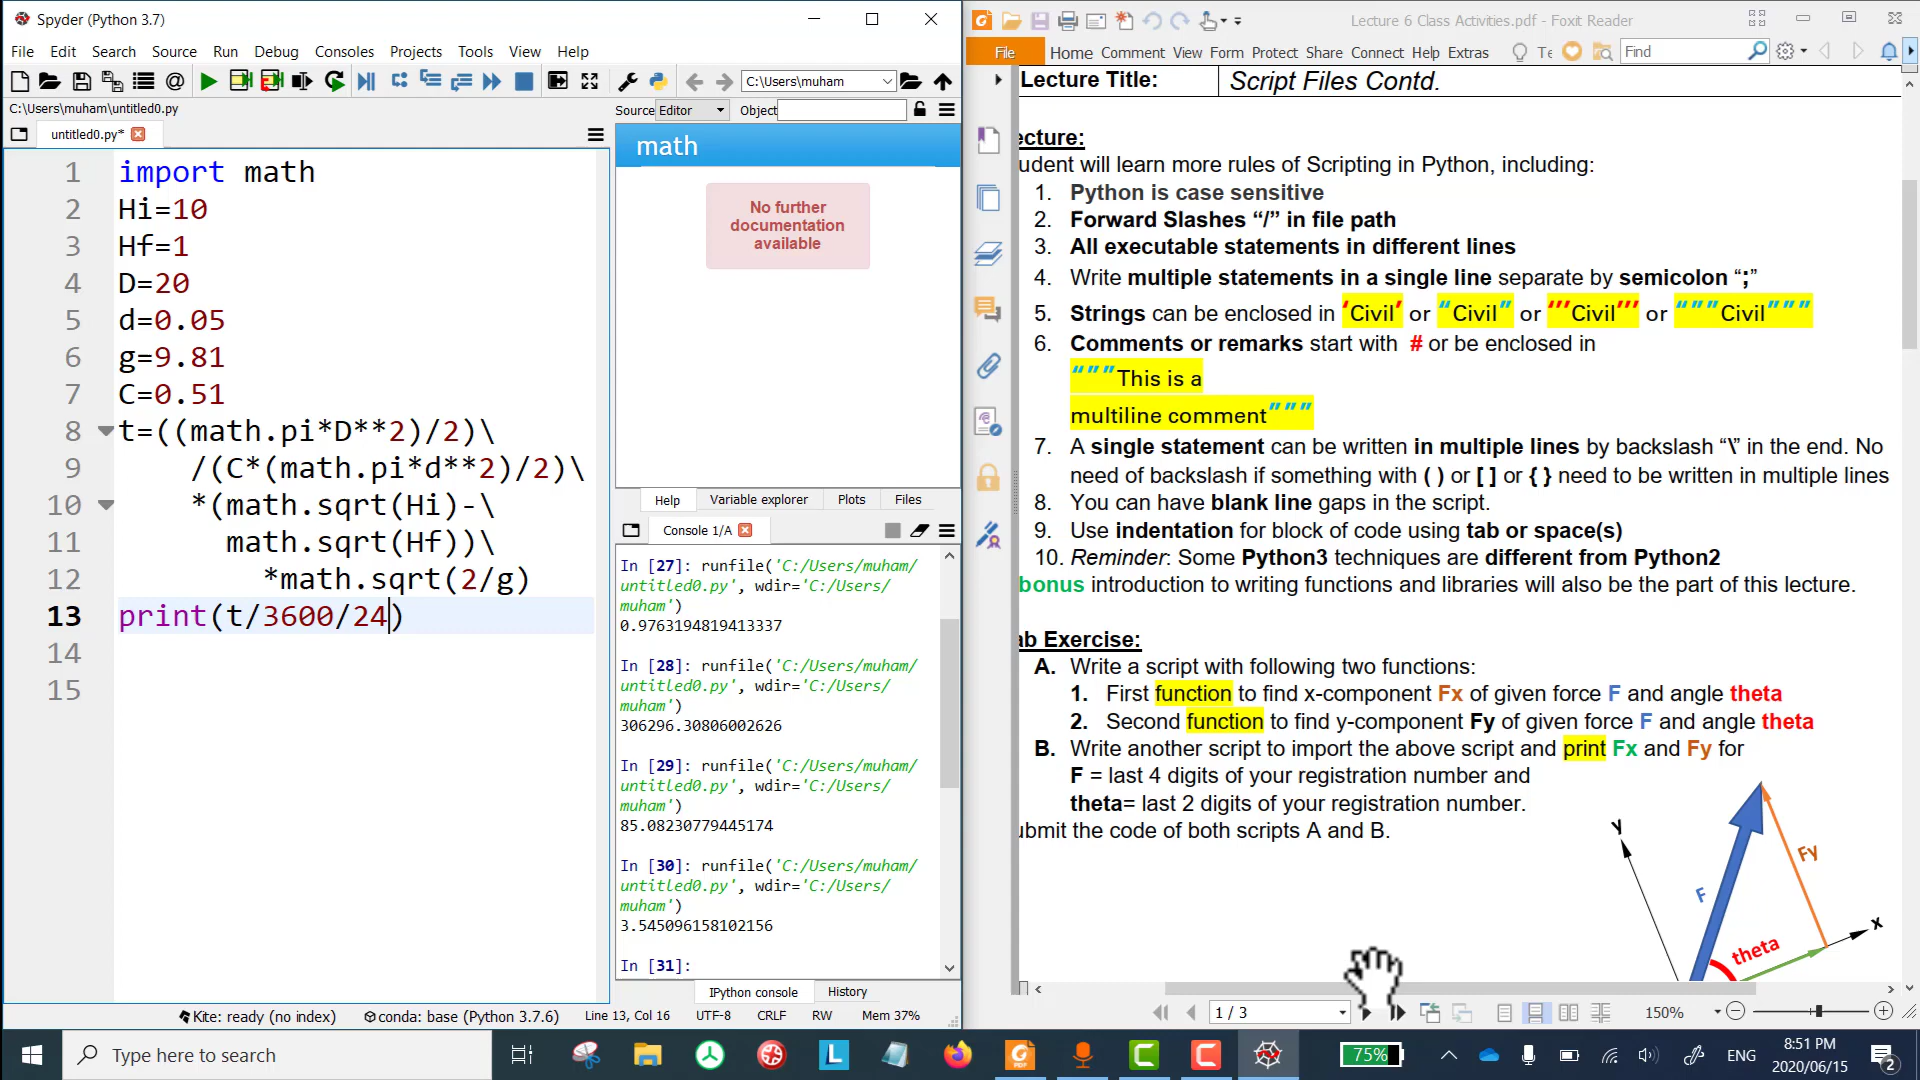 Spyder (Python 3.7)
File Edit Search Source Run Debug Consoles Projects Tools View Help
C:\Users\muham
C:\Users\muham\untitled0.py
Source Editor Object
untitled0.py*
1 import math
2 Hi=10
3 Hf=1
4 D=20
5 d=0.05
6 g=9.81
7 C=0.51
8 t=((math.pi*D**2)/2)\
9 /(C*(math.pi*d**2)/2)\
10 *(math.sqrt(Hi)-\
11 math.sqrt(Hf))\
12 *math.sqrt(2/g)
13 print(t/3600/24)
14
15
math
No further
documentation
available
Help Variable explorer Plots Files
Console 1/A
In [27]: runfile('C:/Users/muham/
untitled0.py', wdir='C:/Users/
muham')
0.9763194819413337
In [28]: runfile('C:/Users/muham/
untitled0.py', wdir='C:/Users/
muham')
306296.30806002626
In [29]: runfile('C:/Users/muham/
untitled0.py', wdir='C:/Users/
muham')
85.08230779445174
In [30]: runfile('C:/Users/muham/
untitled0.py', wdir='C:/Users/
muham')
3.545096158102156
In [31]:
IPython console History
Kite: ready (no index) conda: base (Python 3.7.6) Line 13, Col 16 UTF-8 CRLF RW Mem 37%
Lecture 6 Class Activities.pdf - Foxit Reader
File Home Comment View Form Protect Share Connect Help Extras Te Find
Lecture Title: Script Files Contd.
ecture:
udent will learn more rules of Scripting in Python, including:
1. Python is case sensitive
2. Forward Slashes “/” in file path
3. All executable statements in different lines
4. Write multiple statements in a single line separate by semicolon “;”
5. Strings can be enclosed in ‘Civil’ or “Civil” or ’’’Civil’’’ or “““Civil”””
6. Comments or remarks start with # or be enclosed in
“““This is a
multiline comment”””
7. A single statement can be written in multiple lines by backslash “\” in the end. No
need of backslash if something with ( ) or [ ] or { } need to be written in multiple lines
8. You can have blank line gaps in the script.
9. Use indentation for block of code using tab or space(s)
10. Reminder: Some Python3 techniques are different from Python2
bonus introduction to writing functions and libraries will also be the part of this lecture.
ab Exercise:
A. Write a script with following two functions:
1. First function to find x-component Fx of given force F and angle theta
2. Second function to find y-component Fy of given force F and angle theta
B. Write another script to import the above script and print Fx and Fy for
F = last 4 digits of your registration number and
theta= last 2 digits of your registration number.
ubmit the code of both scripts A and B.
y
F
Fy
x
theta
1 / 3
150%
Type here to search
75%
ENG
8:51 PM
2020/06/15
2